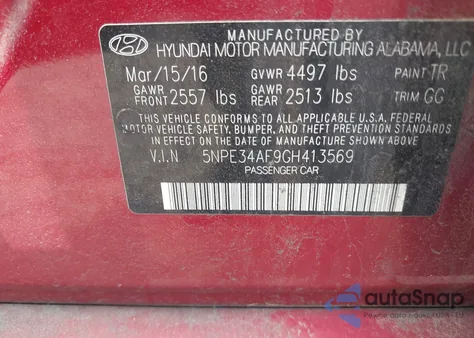 MANUFACTURED BY
HYUNDAI MOTOR MANUFACTURING ALABAMA, LLC
Mar/15/16 GVWR 4497 lbs PAINT TR
GAWR FRONT 2557 lbs GAWR REAR 2513 lbs TRIM GG
THIS VEHICLE CONFORMS TO ALL APPLICABLE U.S.A. FEDERAL
MOTOR VEHICLE SAFETY, BUMPER, AND THEFT PREVENTION STANDARDS
IN EFFECT ON THE DATE OF MANUFACTURE SHOWN ABOVE.
V.I.N 5NPE34AF9GH413569
PASSENGER CAR
autoSnap